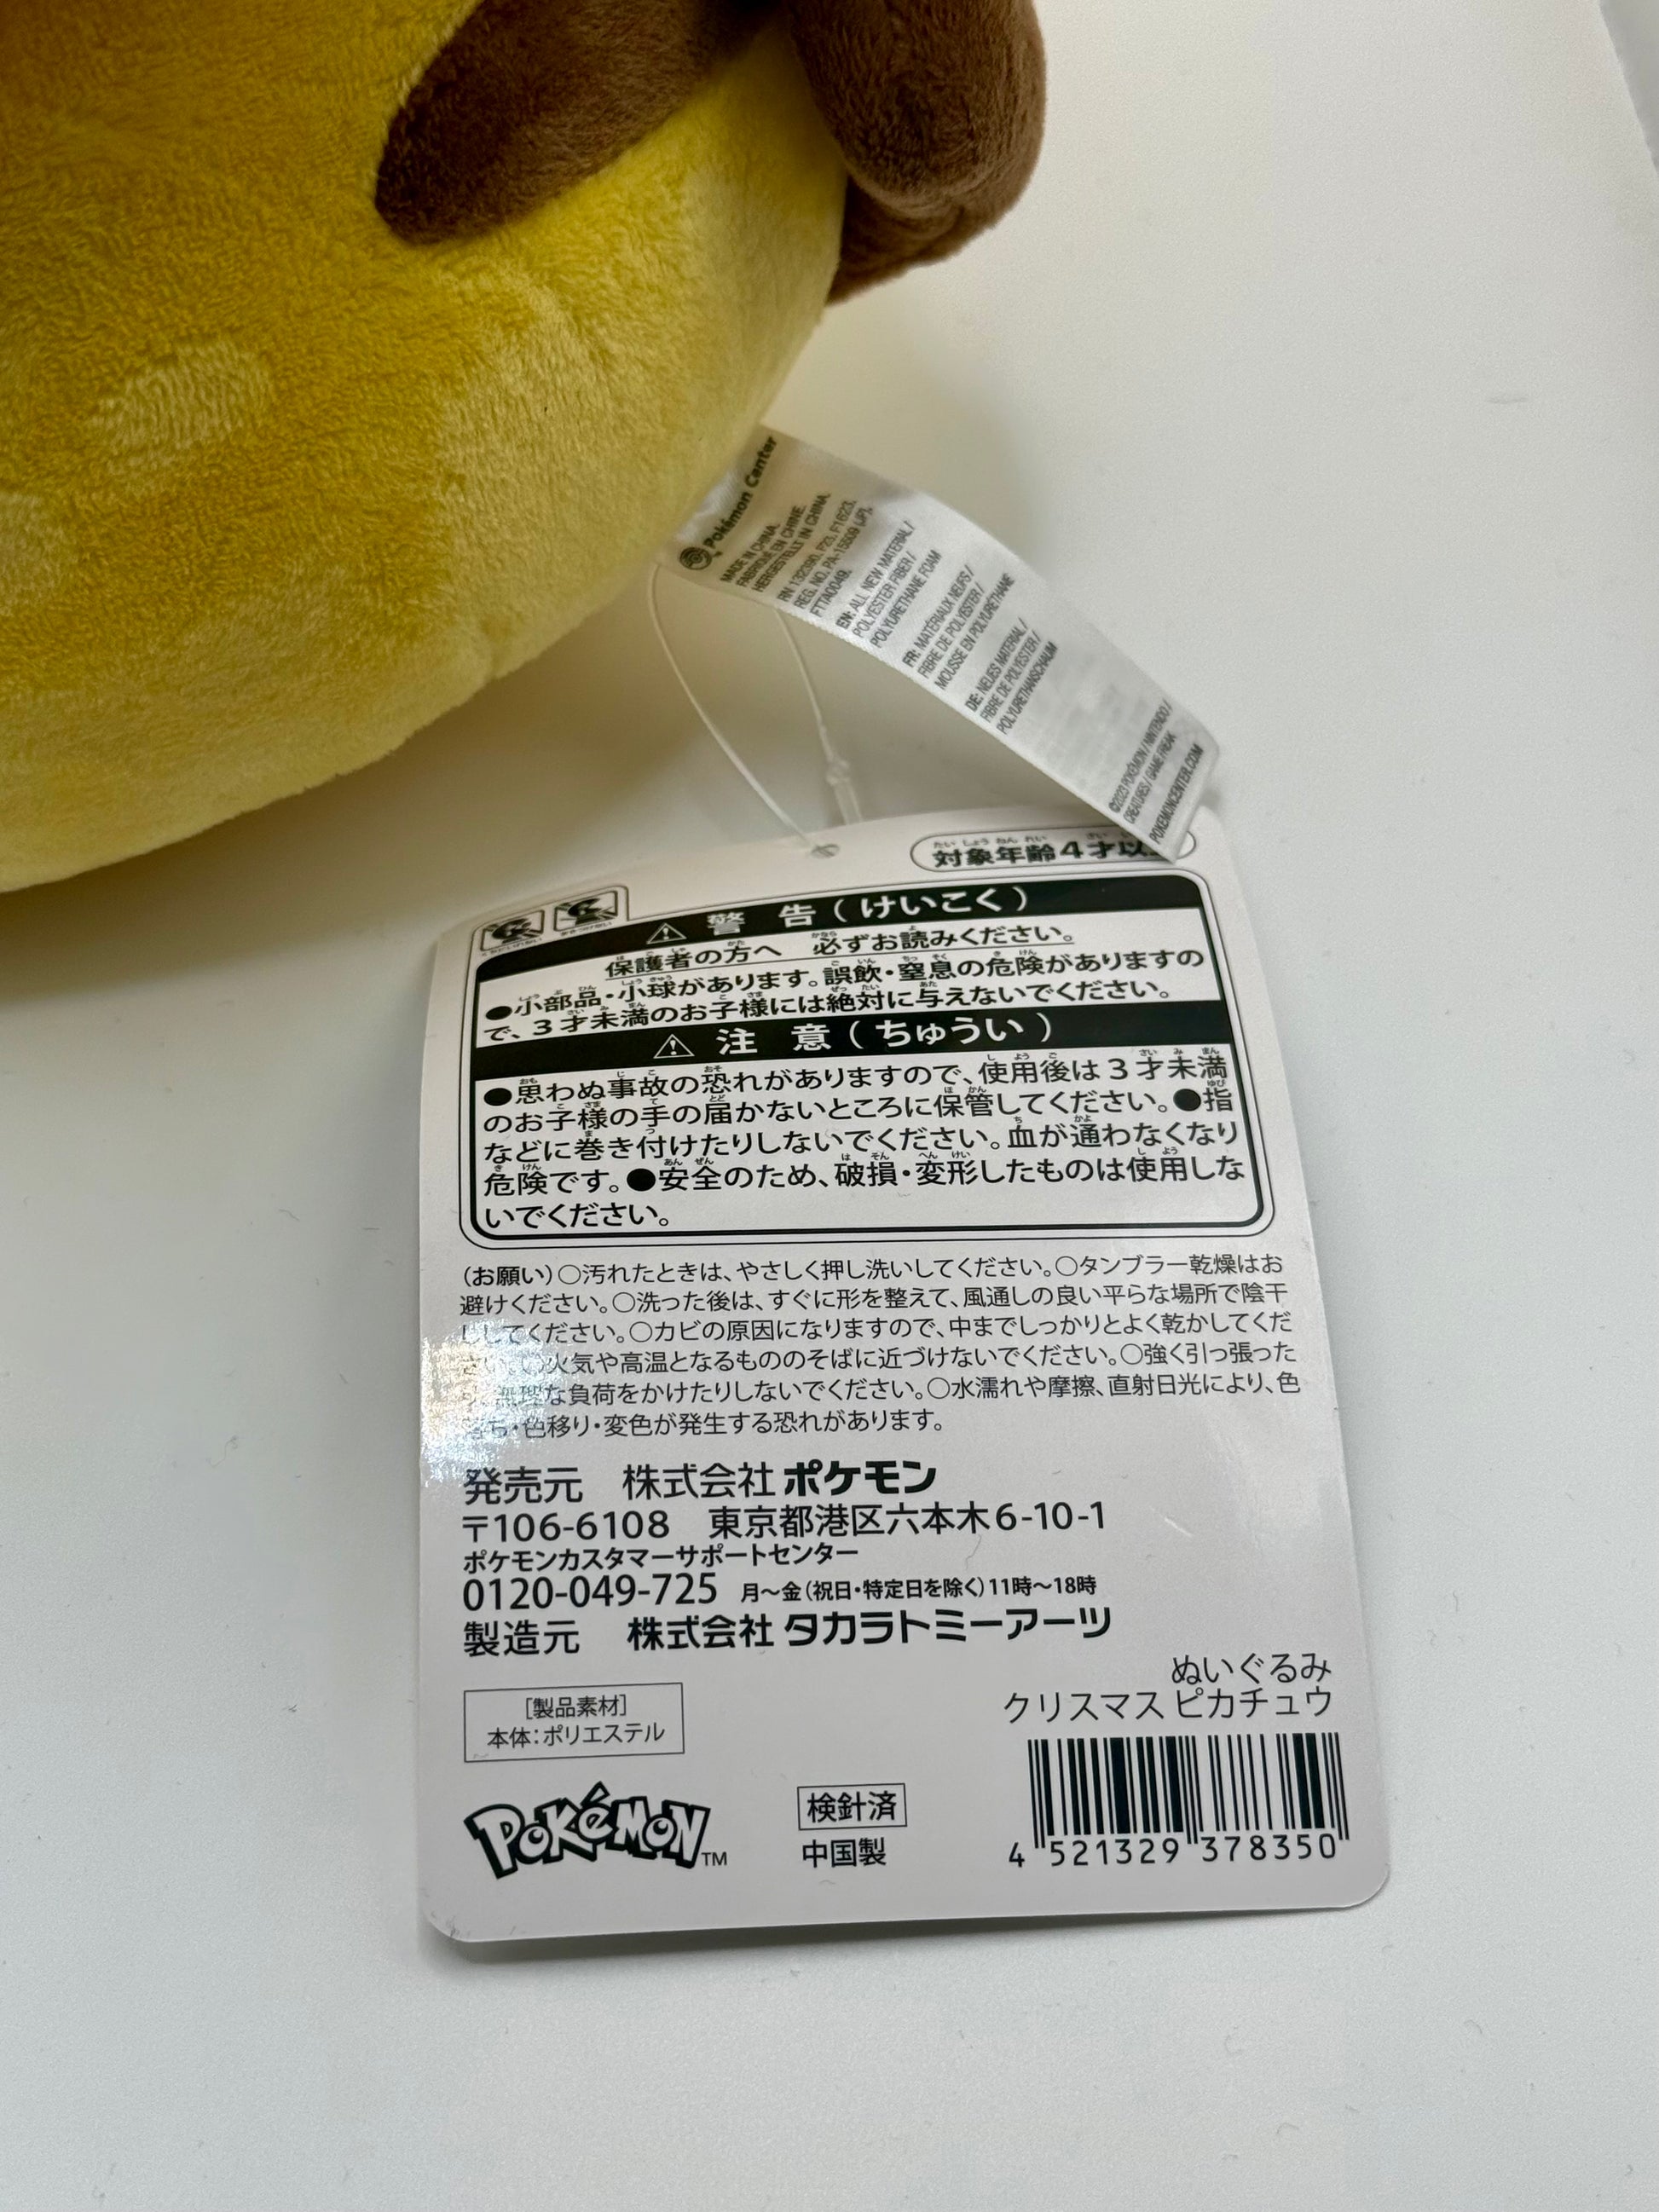 Pokémon Center
MADE IN CHINA.
FABRIQUÉ EN CHINE.
HERGESTELLT IN CHINA.
RN 132390. F23. F1623.
REG. NO. PA-15509 (JP).
FTTA0049.
EN: ALL NEW MATERIAL/
POLYESTER FIBER/
POLYURETHANE FOAM
FR: MATÉRIAUX NEUFS/
FIBRE DE POLYESTER/
MOUSSE EN POLYURÉTHANE
DE: NEUES MATERIAL/
FIBRE DE POLYESTER/
POLYURETHANSCHAUM
©2023 POKÉMON/NINTENDO/
CREATURES/GAME FREAK
POKEMONCENTER.COM
対象年齢4才以
警告(けいこく)
保護者の方へ 必ずお読みください。
●小部品・小球があります。誤飲・窒息の危険がありますの
で、3才未満のお子様には絶対に与えないでください。
注意(ちゅうい)
●思わぬ事故の恐れがありますので、使用後は3才未満
のお子様の手の届かないところに保管してください。●指
などに巻き付けたりしないでください。血が通わなくなり
危険です。●安全のため、破損・変形したものは使用しな
いでください。
(お願い)○汚れたときは、やさしく押し洗いしてください。○タンブラー乾燥はお
避けください。○洗った後は、すぐに形を整えて、風通しの良い平らな場所で陰干
ししてください。○カビの原因になりますので、中までしっかりとよく乾かしてくだ
さい。○火気や高温となるもののそばに近づけないでください。○強く引っ張った
り、無理な負荷をかけたりしないでください。○水濡れや摩擦、直射日光により、色
落ち・色移り・変色が発生する恐れがあります。
発売元 株式会社 ポケモン
〒106-6108 東京都港区六本木6-10-1
ポケモンカスタマーサポートセンター
0120-049-725 月〜金(祝日・特定日を除く)11時〜18時
製造元 株式会社 タカラトミーアーツ
ぬいぐるみ
クリスマス ピカチュウ
[製品素材]
本体:ポリエステル
POKéMON TM
検針済
中国製
4 521329 378350